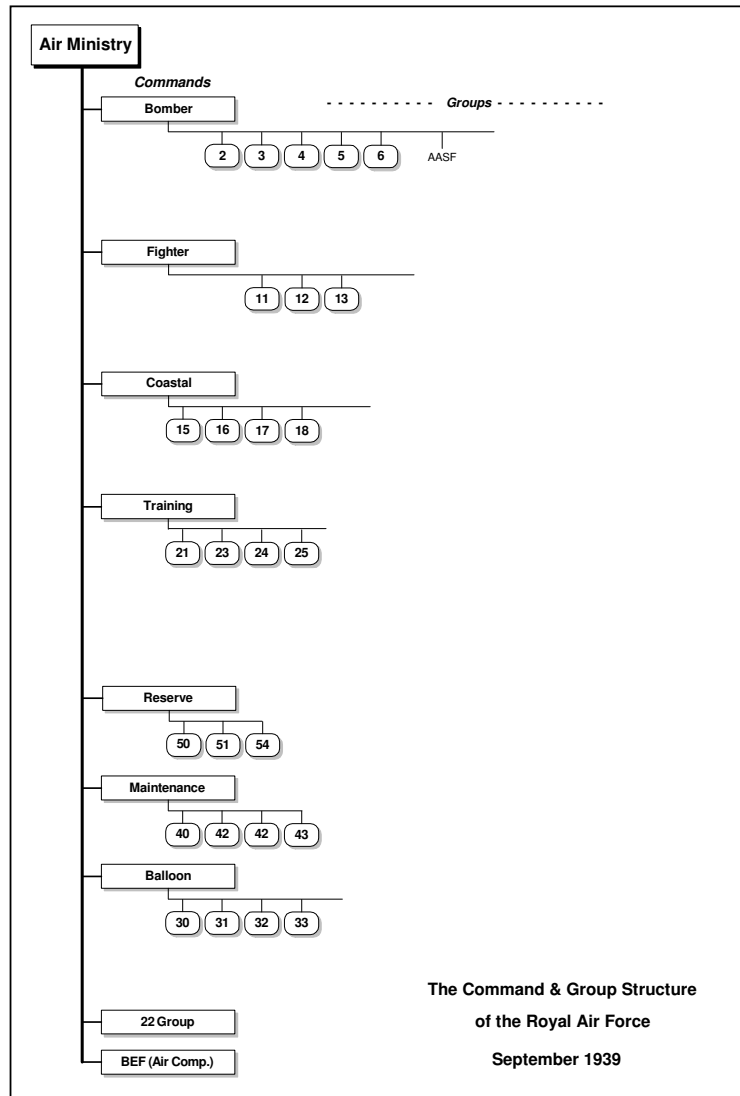 Air Ministry
Commands
Bomber
- - - - - - - - - - Groups - - - - - - - - - -
2 3 4 5 6 AASF
Fighter
11 12 13
Coastal
15 16 17 18
Training
21 23 24 25
Reserve
50 51 54
Maintenance
40 42 42 43
Balloon
30 31 32 33
22 Group
BEF (Air Comp.)
The Command & Group Structure
of the Royal Air Force
September 1939